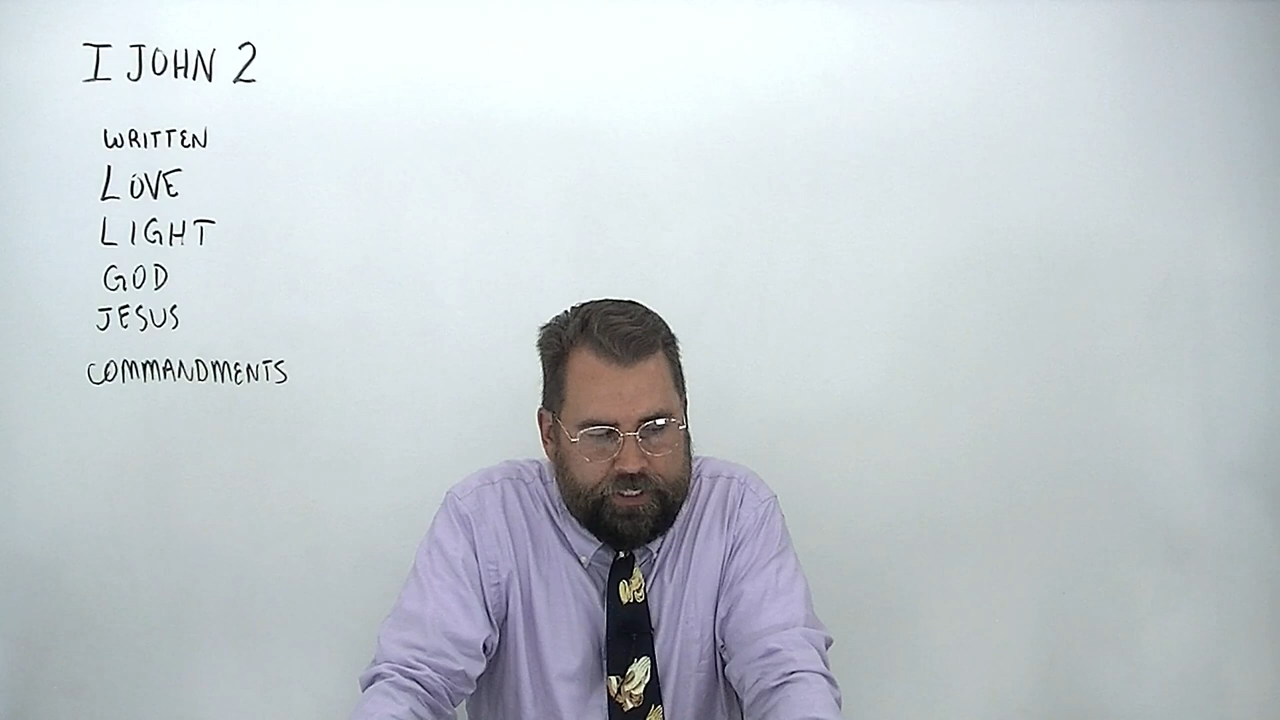 I JOHN 2
WRITTEN
LOVE
LIGHT
GOD
JESUS
COMMANDMENTS